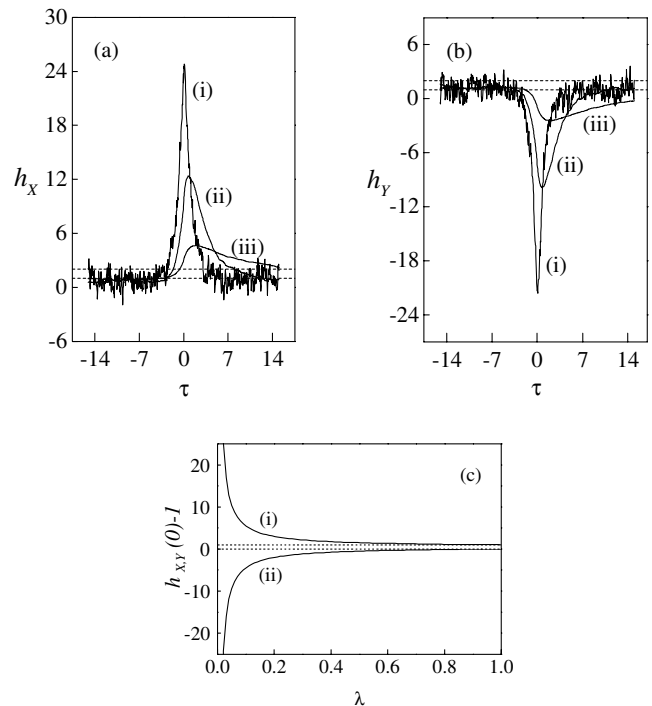 (a)
30
24
18
12
6
0
-6
h_X
(i)
(ii)
(iii)
-14 -7 0 7 14
τ
(b)
6
0
-6
-12
-18
-24
h_Y
(iii)
(ii)
(i)
-14 -7 0 7 14
τ
(c)
20
10
0
-10
-20
h_{X,Y}(0)-1
(i)
(ii)
0.0 0.2 0.4 0.6 0.8 1.0
λ